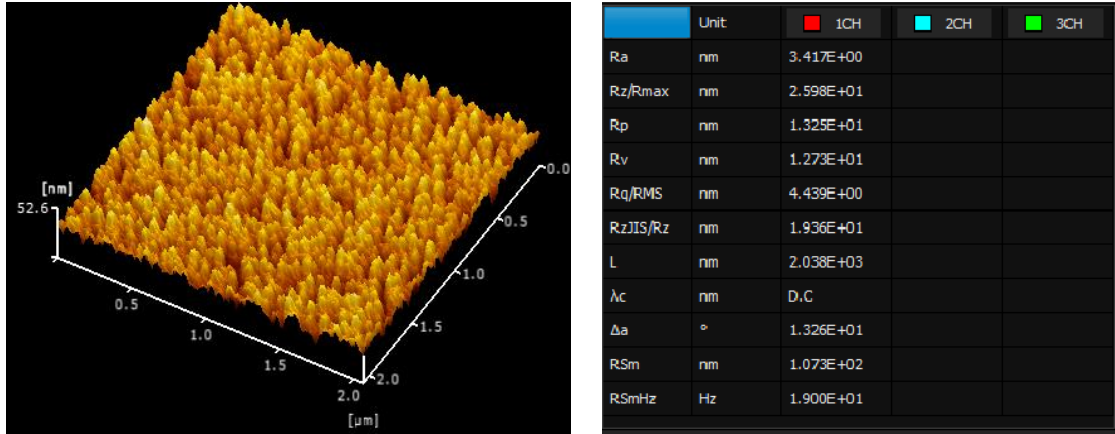 [nm]
52.6
0.5
1.0
1.5
2.0
[μm]
0.0
0.5
1.0
1.5
2.0
Unit 1CH 2CH 3CH
Ra nm 3.417E+00
Rz/Rmax nm 2.598E+01
Rp nm 1.325E+01
Rv nm 1.273E+01
Rq/RMS nm 4.439E+00
RzJIS/Rz nm 1.936E+01
L nm 2.038E+03
λc nm D.C
Δa ° 1.326E+01
RSm nm 1.073E+02
RSmHz Hz 1.900E+01